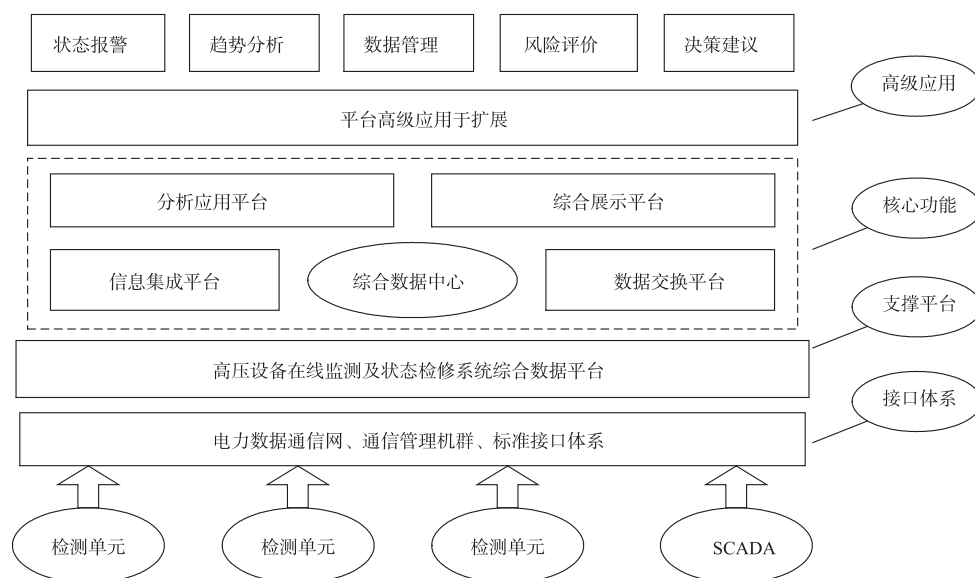 状态报警
趋势分析
数据管理
风险评价
决策建议
高级应用
平台高级应用于扩展
分析应用平台
综合展示平台
核心功能
信息集成平台
综合数据中心
数据交换平台
支撑平台
高压设备在线监测及状态检修系统综合数据平台
接口体系
电力数据通信网、通信管理机群、标准接口体系
检测单元
检测单元
检测单元
SCADA